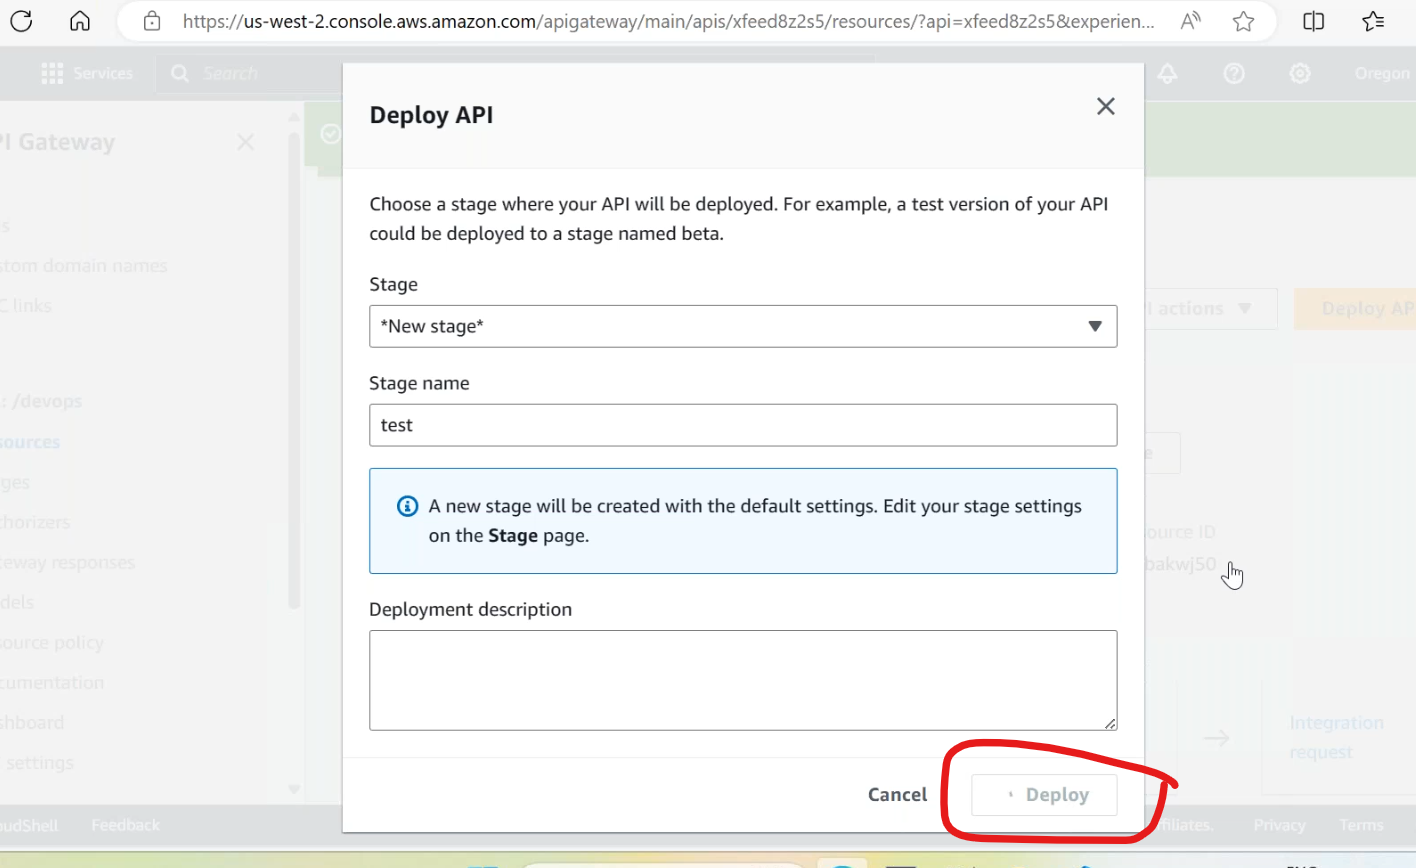 https://us-west-2.console.aws.amazon.com/apigateway/main/apis/xfeed8z2s5/resources/?api=xfeed8z2s5&experien...
Services
Search
Oregon
PI Gateway
Deploy API
Choose a stage where your API will be deployed. For example, a test version of your API
could be deployed to a stage named beta.
stom domain names
C links
Stage
*New stage*
I actions
Deploy AP
Stage name
test
: /devops
sources
ges
A new stage will be created with the default settings. Edit your stage settings
on the Stage page.
thorizers
ource ID
teway responses
bakwj50
dels
Deployment description
source policy
cumentation
shboard
settings
Integration
request
Cancel
Deploy
oudShell
Feedback
ffiliates.
Privacy
Terms